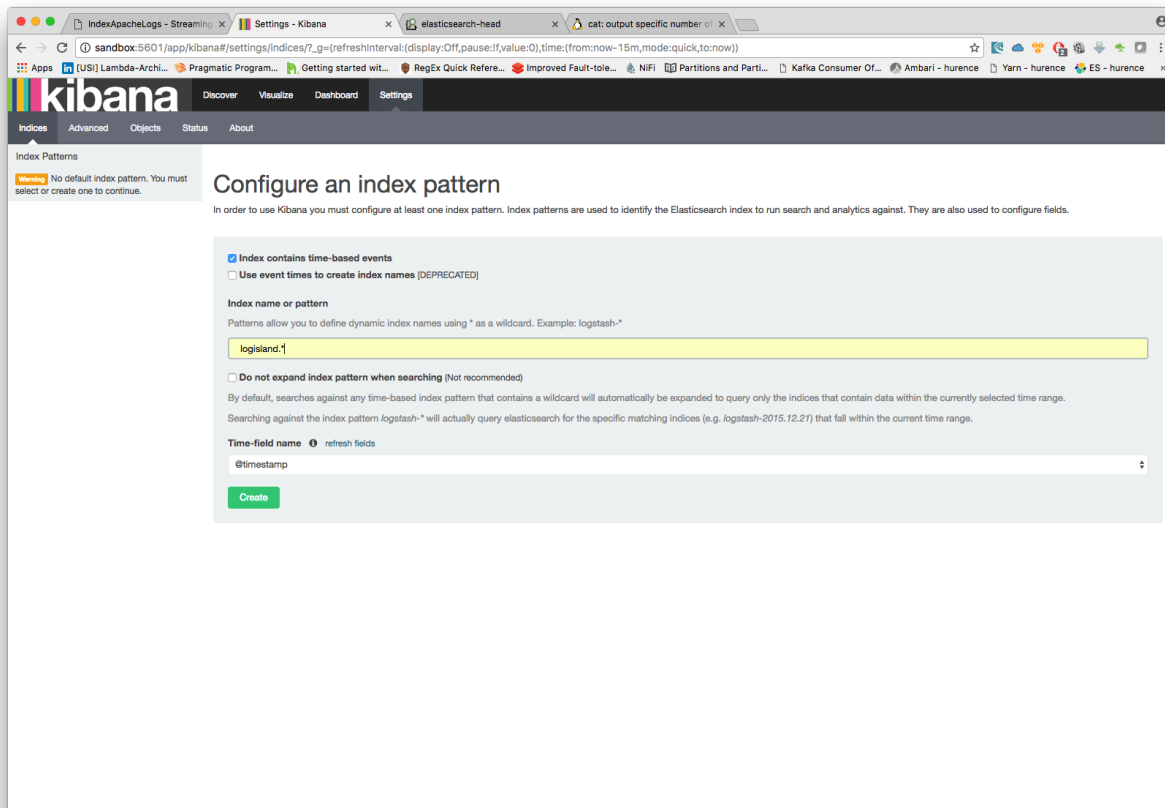 IndexApacheLogs - Streaming
Settings - Kibana
elasticsearch-head
cat: output specific number of
sandbox:5601/app/kibana#/settings/indices/?_g=(refreshInterval:(display:Off,pause:!f,value:0),time:(from:now-15m,mode:quick,to:now))
Apps
[USI] Lambda-Archi...
Pragmatic Program...
Getting started wit...
RegEx Quick Refere...
Improved Fault-tole...
NiFi
Partitions and Parti...
Kafka Consumer Of...
Ambari - hurence
Yarn - hurence
ES - hurence
»
kibana
Discover
Visualize
Dashboard
Settings
Indices
Advanced
Objects
Status
About
Index Patterns
Warning No default index pattern. You must
select or create one to continue.
Configure an index pattern
In order to use Kibana you must configure at least one index pattern. Index patterns are used to identify the Elasticsearch index to run search and analytics against. They are also used to configure fields.
Index contains time-based events
Use event times to create index names [DEPRECATED]
Index name or pattern
Patterns allow you to define dynamic index names using * as a wildcard. Example: logstash-*
logisland.*
Do not expand index pattern when searching (Not recommended)
By default, searches against any time-based index pattern that contains a wildcard will automatically be expanded to query only the indices that contain data within the currently selected time range.
Searching against the index pattern logstash-* will actually query elasticsearch for the specific matching indices (e.g. logstash-2015.12.21) that fall within the current time range.
Time-field name refresh fields
@timestamp
Create